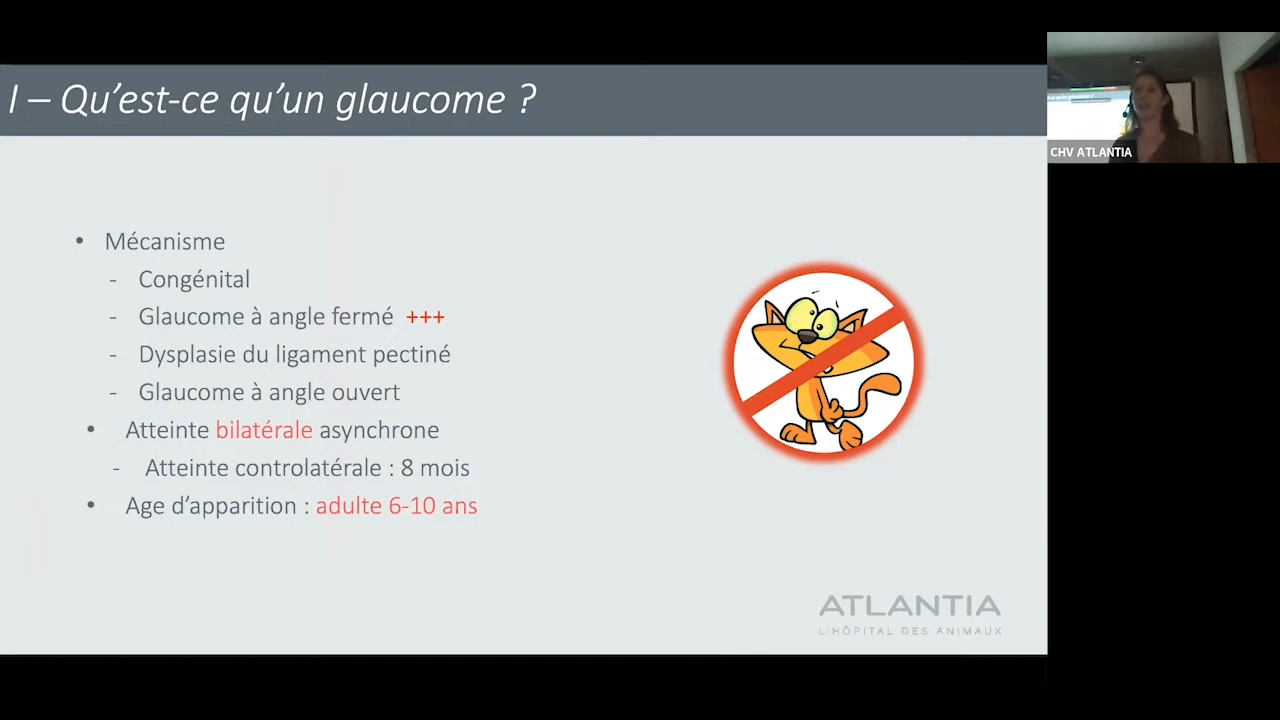 I – Qu’est-ce qu’un glaucome ?
CHV ATLANTIA
• Mécanisme
- Congénital
- Glaucome à angle fermé +++
- Dysplasie du ligament pectiné
- Glaucome à angle ouvert
• Atteinte bilatérale asynchrone
- Atteinte controlatérale : 8 mois
• Age d’apparition : adulte 6-10 ans
ATLANTIA
L'HÔPITAL DES ANIMAUX